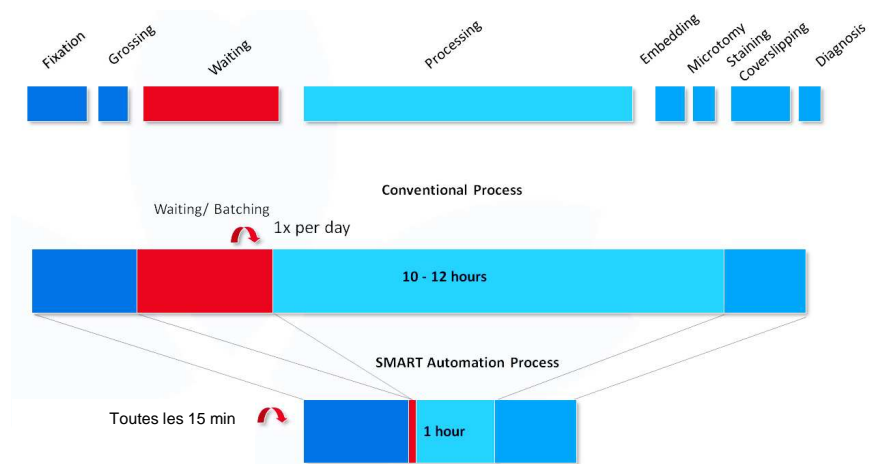 Fixation
Grossing
Waiting
Processing
Embedding
Microtomy
Staining
Coverslipping
Diagnosis
Conventional Process
Waiting/ Batching
1x per day
10 - 12 hours
SMART Automation Process
Toutes les 15 min
1 hour